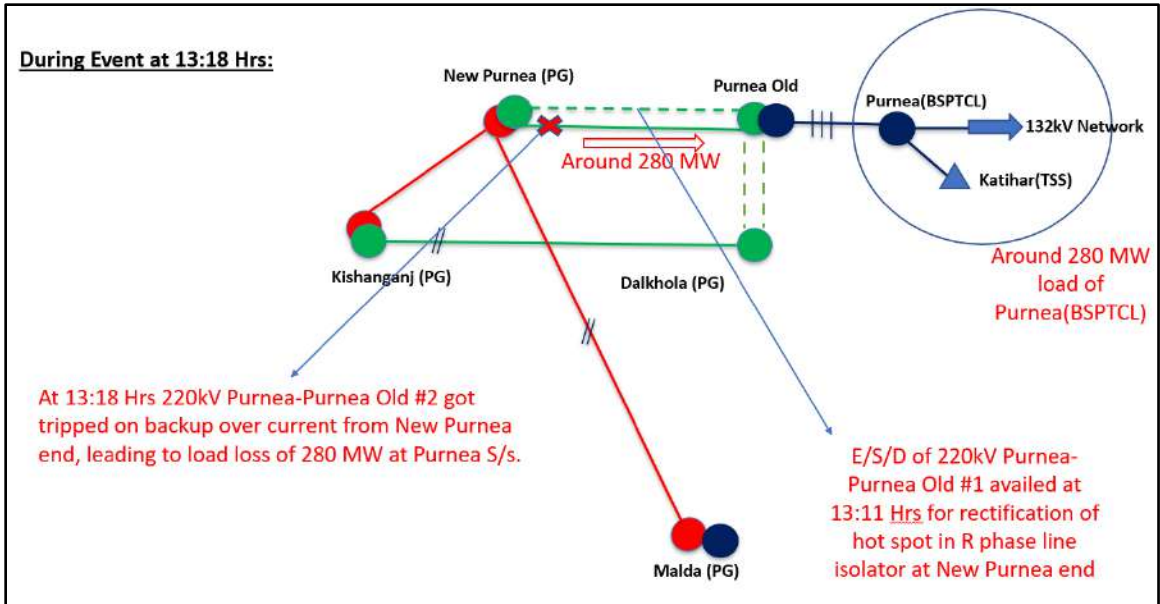 During Event at 13:18 Hrs:
New Purnea (PG)
Purnea Old
Purnea(BSPTCL)
132kV Network
Around 280 MW
Katihar(TSS)
Kishanganj (PG)
Dalkhola (PG)
Around 280 MW
load of
Purnea(BSPTCL)
At 13:18 Hrs 220kV Purnea-Purnea Old #2 got
tripped on backup over current from New Purnea
end, leading to load loss of 280 MW at Purnea S/s.
E/S/D of 220kV Purnea-
Purnea Old #1 availed at
13:11 Hrs for rectification of
hot spot in R phase line
isolator at New Purnea end
Malda (PG)